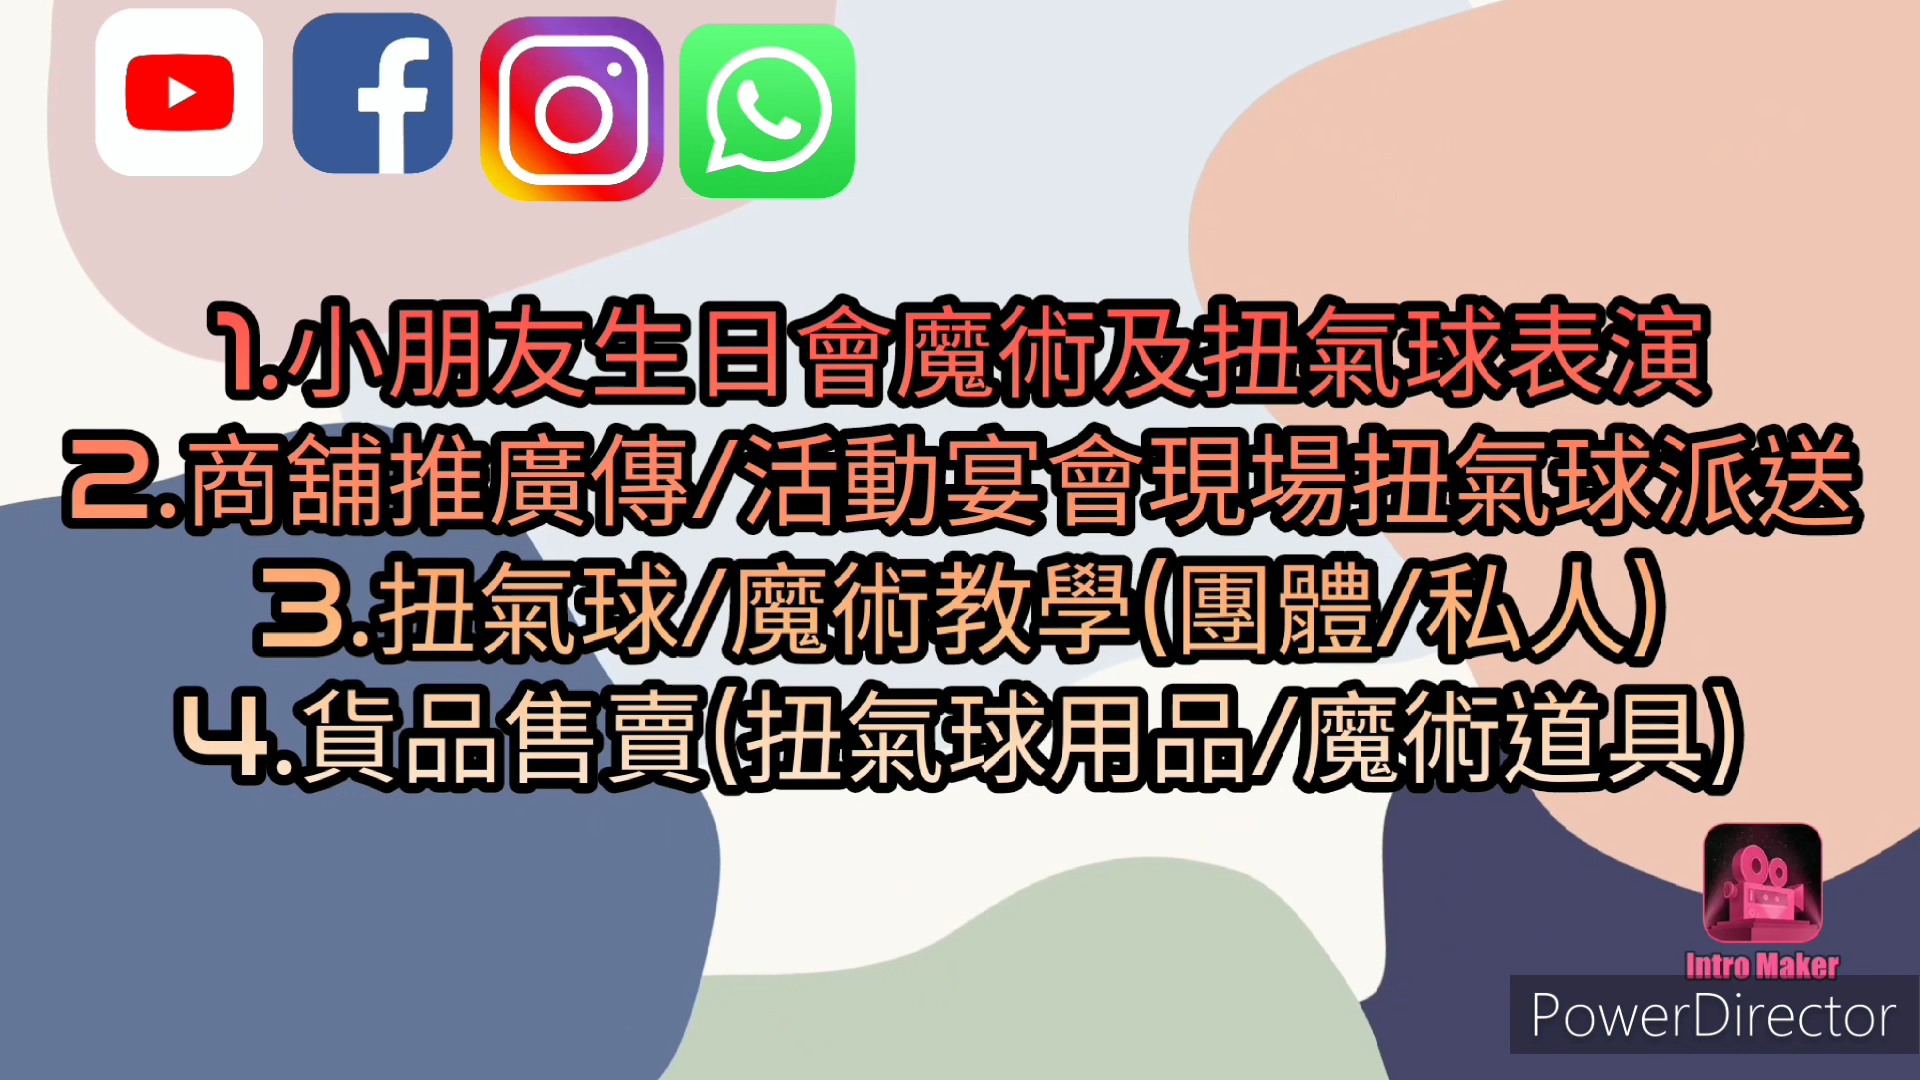 1.小朋友生日會魔術及扭氣球表演
2.商舖推廣傳/活動宴會現場扭氣球派送
3.扭氣球/魔術教學(團體/私人)
4.貨品售賣(扭氣球用品/魔術道具)
Intro Maker
PowerDirector